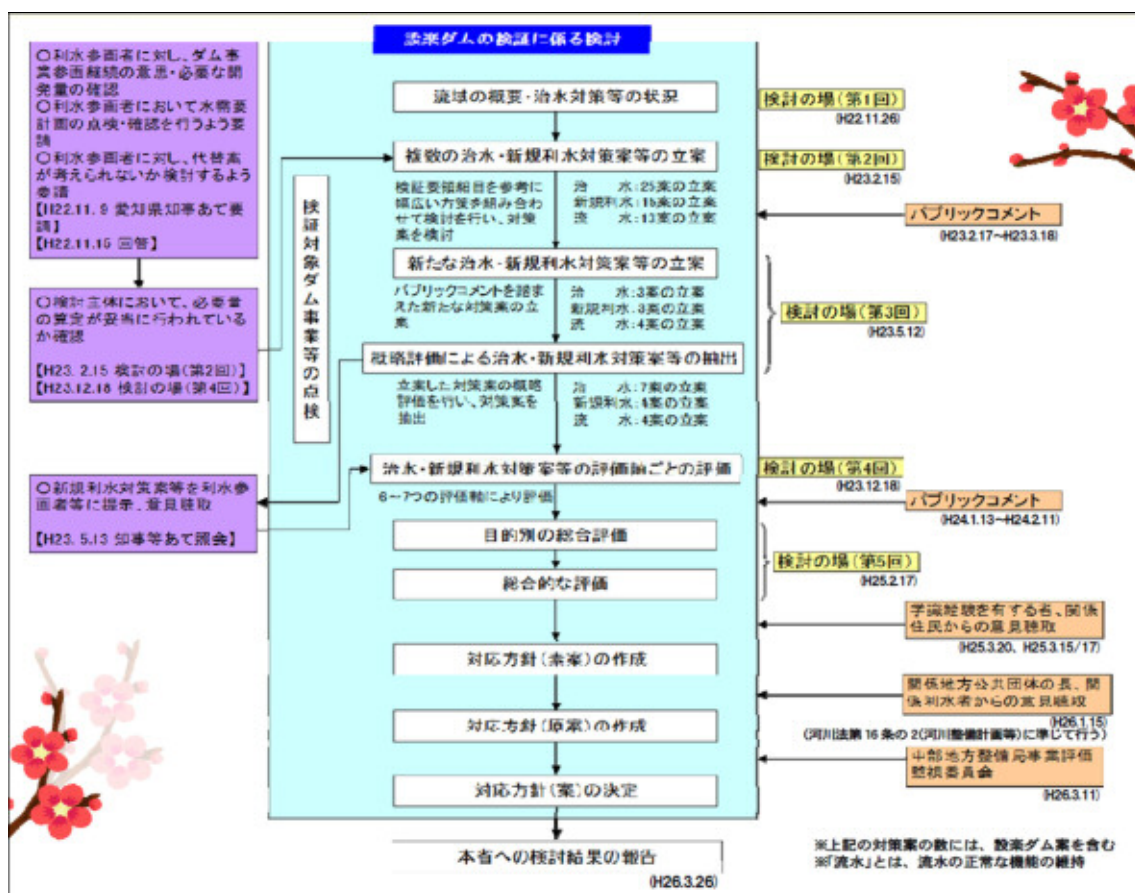 設楽ダムの検証に係る検討
〇利水参画者に対し、ダム事
業参画継続の意思・必要な開
発量の確認
〇利水参画者において水需要
計画の点検・確認を行うよう要
請
〇利水参画者に対し、代替案
が考えられないか検討するよう
要請
【H22.11.9 愛知県知事あて要
請】
【H22.11.15 回答】
〇検討主体において、必要量
の算定が妥当に行われている
か確認
【H23.2.15 検討の場(第2回)】
【H23.12.18 検討の場(第4回)】
〇新規利水対策案等を利水参
画者等に提示、意見聴取
【H23.5.13 知事等あて照会】
検証対象ダム事業等の点検
流域の概要・治水対策等の状況
複数の治水・新規利水対策案等の立案
検証要領細目を参考に
幅広い方策を組み合わ
せて検討を行い、対策
案を検討
治　水：25案の立案
新規利水：15案の立案
流　水：13案の立案
新たな治水・新規利水対策案等の立案
パブリックコメントを踏ま
えた新たな対策案の立
案
治　水：3案の立案
新規利水：3案の立案
流　水：4案の立案
概略評価による治水・新規利水対策案等の抽出
立案した対策案の概略
評価を行い、対策案を
抽出
治　水：7案の立案
新規利水：4案の立案
流　水：4案の立案
治水・新規利水対策案等の評価軸ごとの評価
6～7つの評価軸により評価
目的別の総合評価
総合的な評価
対応方針(素案)の作成
対応方針(原案)の作成
対応方針(案)の決定
本省への検討結果の報告
(H26.3.26)
検討の場(第1回)
(H22.11.26)
検討の場(第2回)
(H23.2.15)
パブリックコメント
(H23.2.17～H23.3.18)
検討の場(第3回)
(H23.5.12)
検討の場(第4回)
(H23.12.18)
パブリックコメント
(H24.1.13～H24.2.11)
検討の場(第5回)
(H25.2.17)
学識経験を有する者、関係
住民からの意見聴取
(H25.3.20、H25.3.15/17)
関係地方公共団体の長、関
係利水者からの意見聴取
(H26.1.15)
(河川法第16条の2(河川整備計画等)に準じて行う)
中部地方整備局事業評価
監視委員会
(H26.3.11)
※上記の対策案の数には、設楽ダム案を含む
※「流水」とは、流水の正常な機能の維持